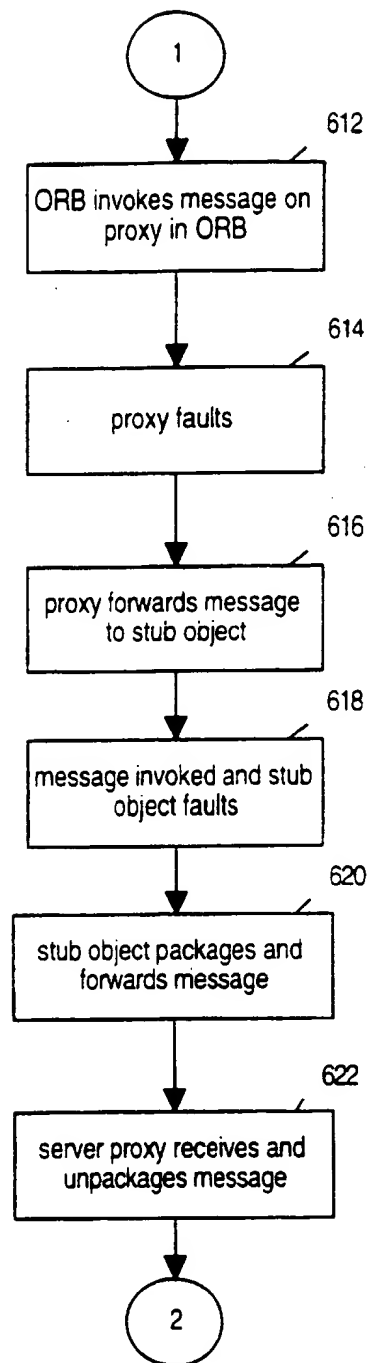 1
612
ORB invokes message on
proxy in ORB
614
proxy faults
616
proxy forwards message
to stub object
618
message invoked and stub
object faults
620
stub object packages and
forwards message
622
server proxy receives and
unpackages message
2